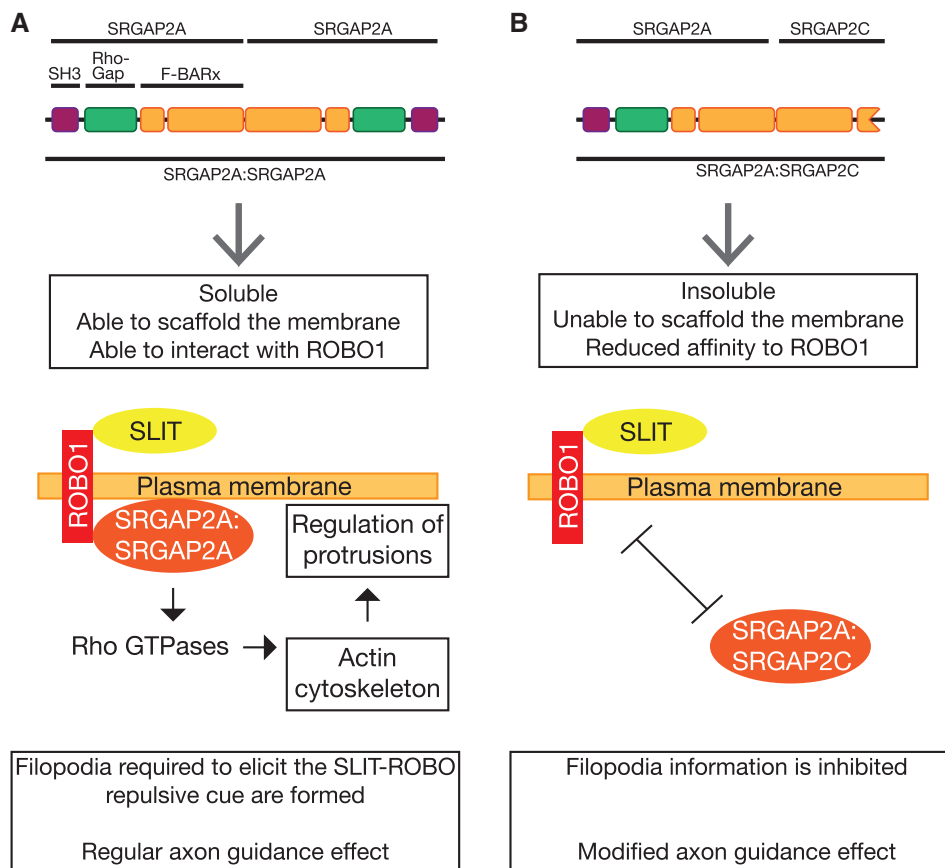 A
SRGAP2A SRGAP2A
SH3
Rho-
Gap
F-BARx
SRGAP2A:SRGAP2A
Soluble
Able to scaffold the membrane
Able to interact with ROBO1
SLIT
ROBO1
Plasma membrane
SRGAP2A:
SRGAP2A
Regulation of
protrusions
Rho GTPases
Actin
cytoskeleton
Filopodia required to elicit the SLIT-ROBO
repulsive cue are formed
Regular axon guidance effect
B
SRGAP2A SRGAP2C
SRGAP2A:SRGAP2C
Insoluble
Unable to scaffold the membrane
Reduced affinity to ROBO1
SLIT
ROBO1
Plasma membrane
SRGAP2A:
SRGAP2C
Filopodia information is inhibited
Modified axon guidance effect